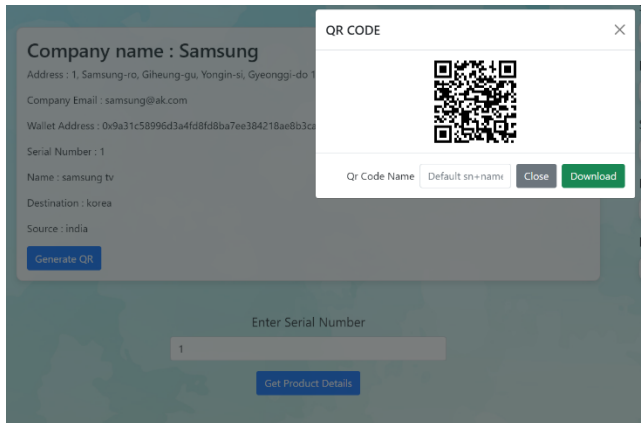 Company name : Samsung
Address : 1, Samsung-ro, Giheung-gu, Yongin-si, Gyeonggi-do 1
Company Email : samsung@ak.com
Wallet Address : 0x9a31c58996d3a4fd8fd8ba7ee384218ae8b3ca
Serial Number : 1
Name : samsung tv
Destination : korea
Source : india
Generate QR
QR CODE
Qr Code Name Default sn+name Close Download
Enter Serial Number
1
Get Product Details